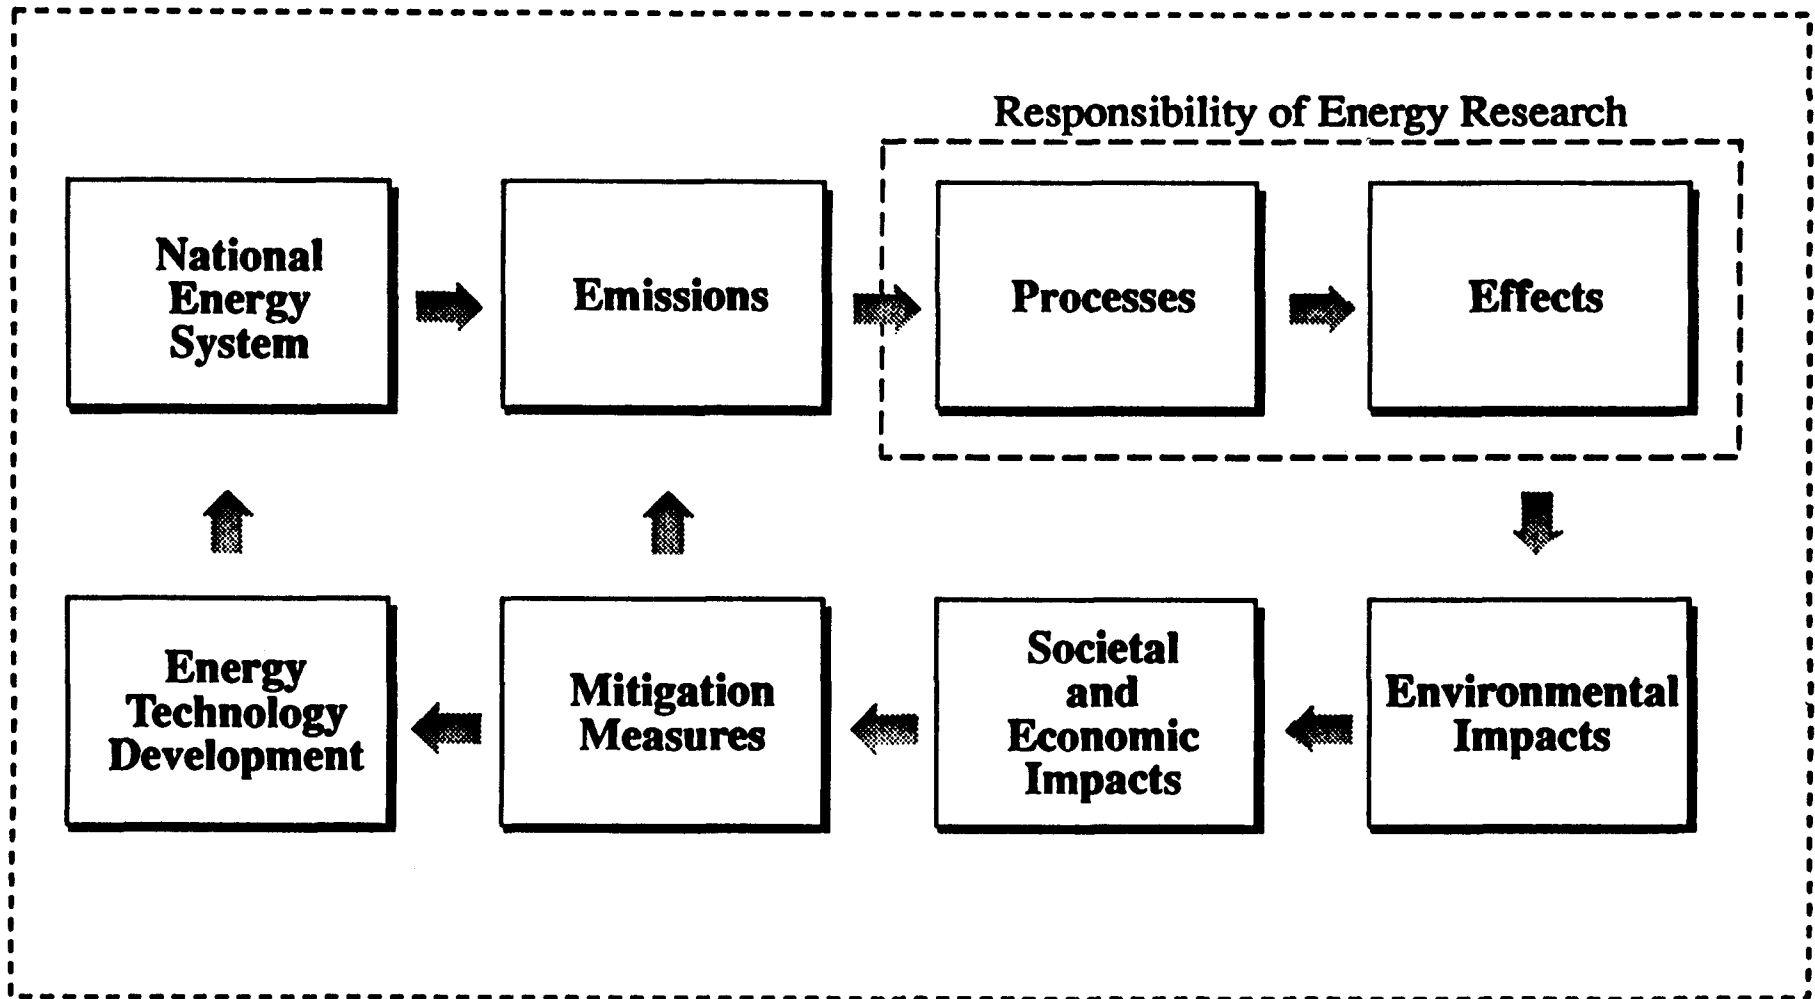 Responsibility of Energy Research
National
Energy
System
Emissions
Processes
Effects
Energy
Technology
Development
Mitigation
Measures
Societal
and
Economic
Impacts
Environmental
Impacts